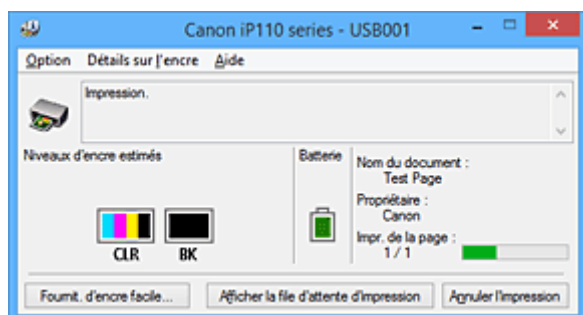 Canon iP110 series - USB001
Option Détails sur l'encre Aide
Impression.
Niveaux d'encre estimés
CLR BK
Batterie
Nom du document :
Test Page
Propriétaire :
Canon
Impr. de la page :
1 / 1
Fournit. d'encre facile... Afficher la file d'attente d'impression Annuler l'impression